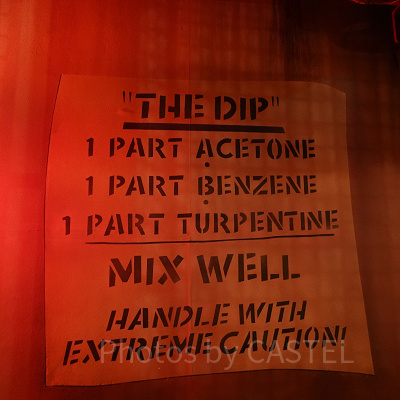 "THE DIP"
1 PART ACETONE
1 PART BENZENE
1 PART TURPENTINE
MIX WELL
HANDLE WITH
EXTREME CAUTION!
Photos by CASTEL